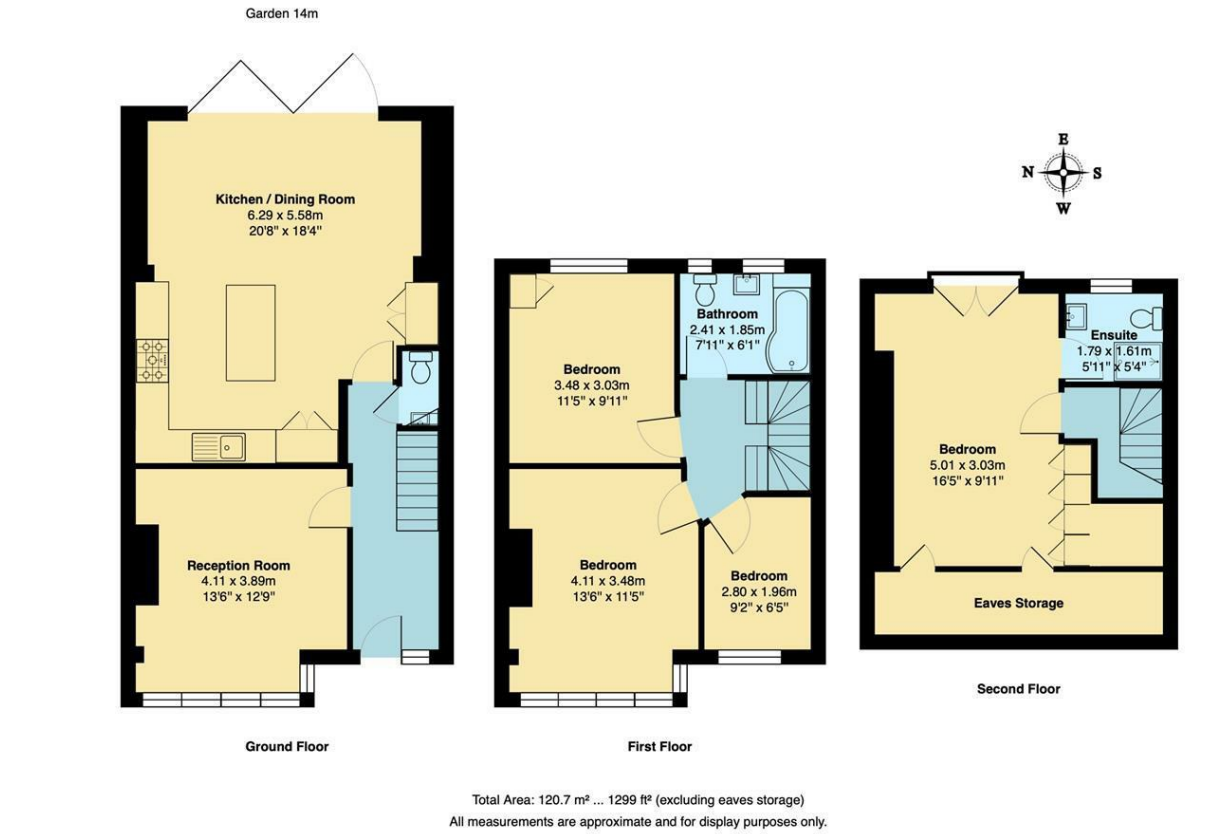 Garden 14m
Kitchen / Dining Room
6.29 x 5.58m
20'8" x 18'4"
Reception Room
4.11 x 3.89m
13'6" x 12'9"
Ground Floor
Bathroom
2.41 x 1.85m
7'11" x 6'1"
Bedroom
3.48 x 3.03m
11'5" x 9'11"
Bedroom
4.11 x 3.48m
13'6" x 11'5"
Bedroom
2.80 x 1.96m
9'2" x 6'5"
First Floor
E
N S
W
Ensuite
1.79 x 1.61m
5'11" x 5'4"
Bedroom
5.01 x 3.03m
16'5" x 9'11"
Eaves Storage
Second Floor
Total Area: 120.7 m² ... 1299 ft² (excluding eaves storage)
All measurements are approximate and for display purposes only.